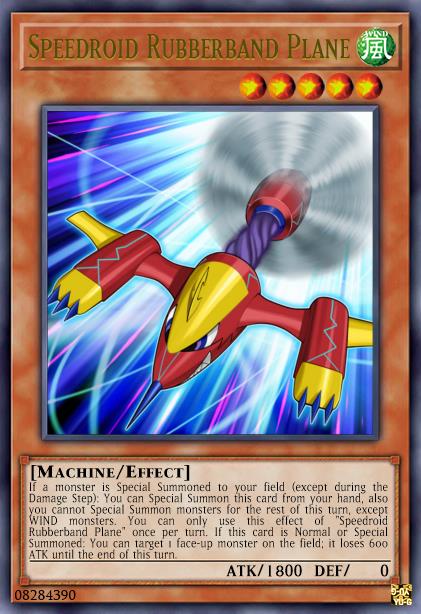 SPEEDROID RUBBERBAND PLANE
WIND
風
[MACHINE/EFFECT]
If a monster is Special Summoned to your field (except during the
Damage Step): You can Special Summon this card from your hand, also
you cannot Special Summon monsters for the rest of this turn, except
WIND monsters. You can only use this effect of "Speedroid
Rubberband Plane" once per turn. If this card is Normal or Special
Summoned: You can target 1 face-up monster on the field; it loses 600
ATK until the end of this turn.
ATK/1800 DEF/ 0
08284390